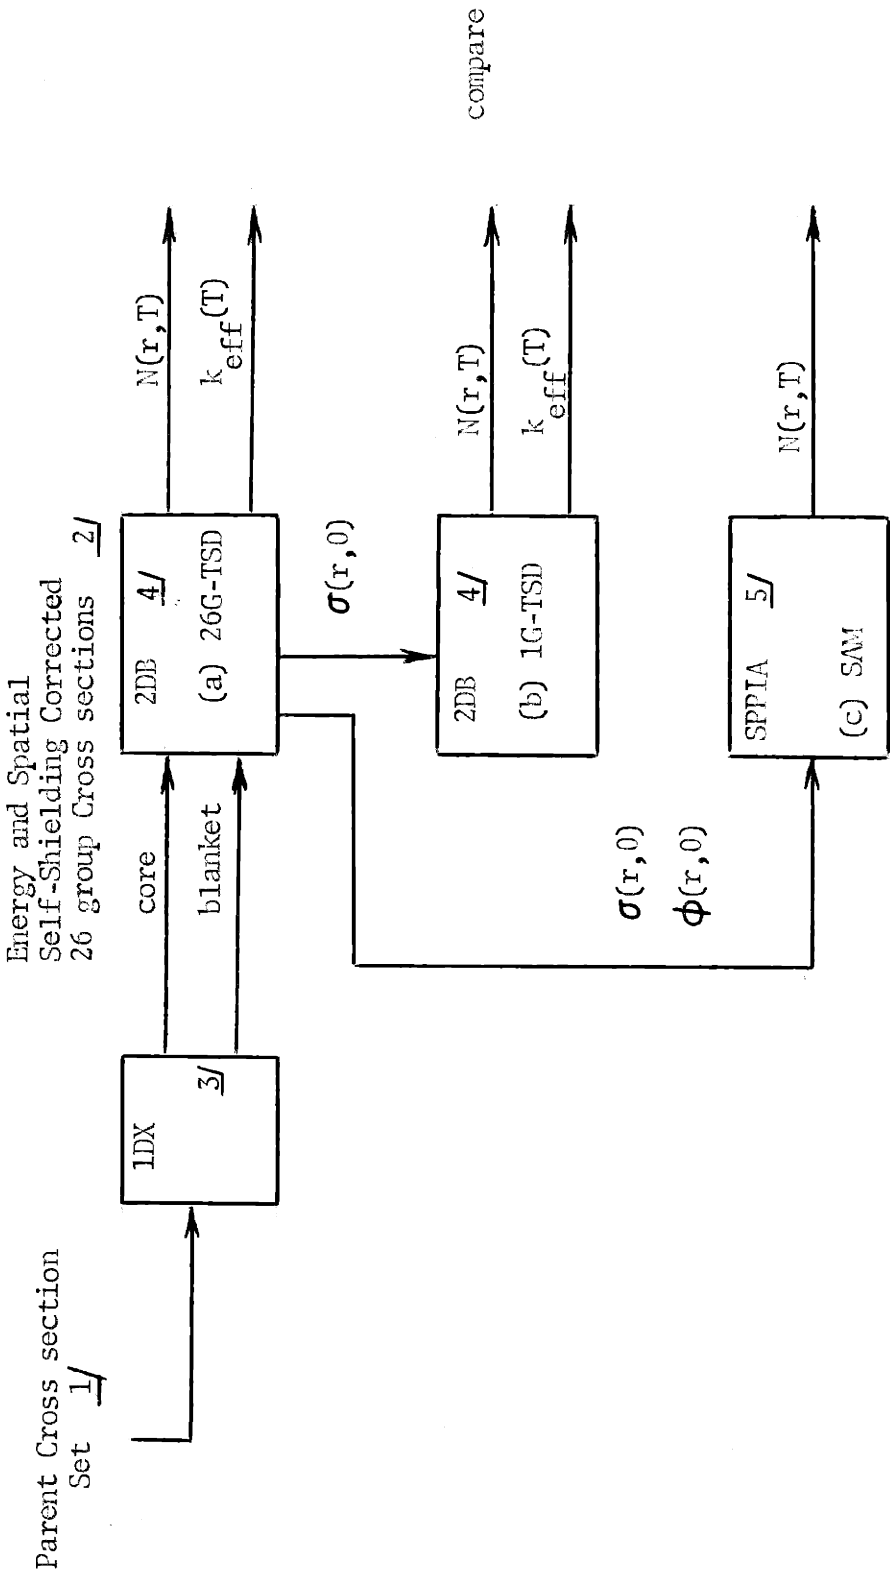 Parent Cross section
Set 1/
1DX
3/
Energy and Spatial
Self-Shielding Corrected
26 group Cross sections 2/
core
blanket
2DB 4/
(a) 26G-TSD
N(r,T)
k_eff(T)
σ(r,0)
2DB 4/
(b) 1G-TSD
N(r,T)
k_eff(T)
compare
σ(r,0)
ϕ(r,0)
SPPIA 5/
(c) SAM
N(r,T)